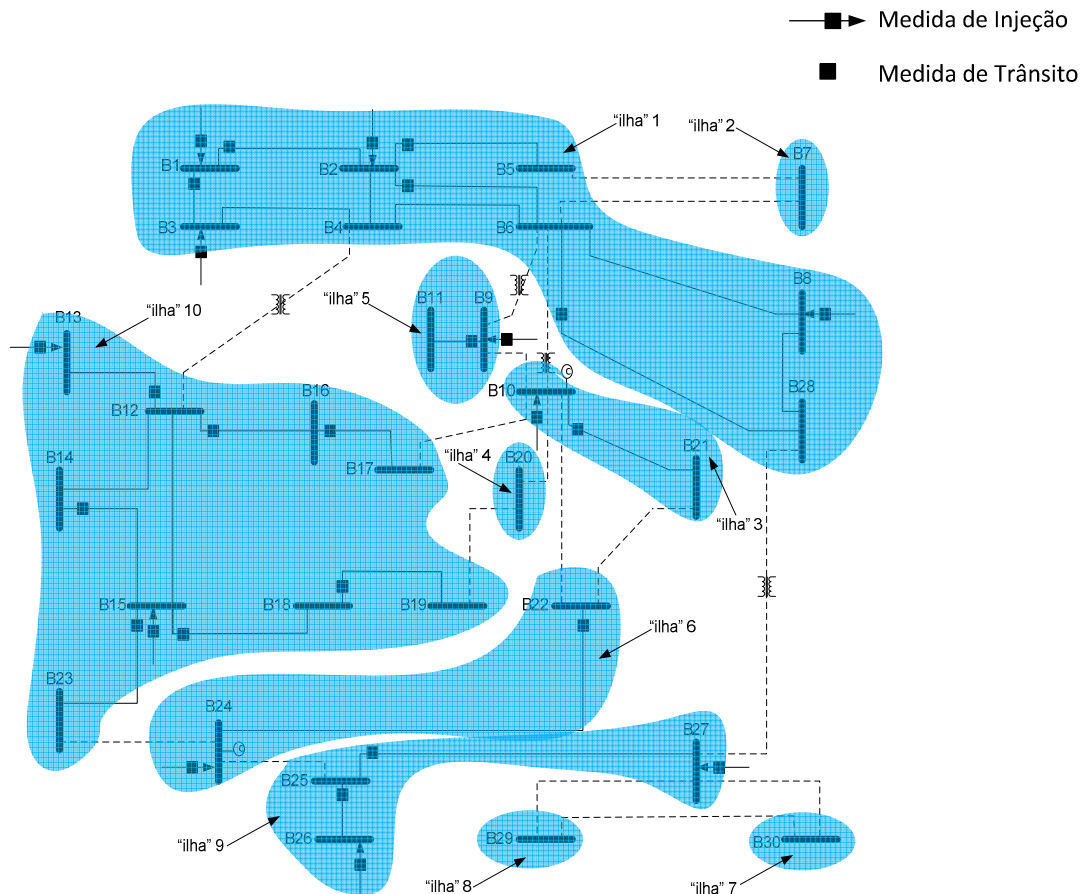 Medida de Injeção
Medida de Trânsito
"ilha" 1
"ilha" 2
B7
B1
B2
B5
B3
B4
B6
B8
"ilha" 10
"ilha" 5
B11
B9
B13
B16
B10
B28
B12
B14
B17
"ilha" 4
B20
B21
"ilha" 3
B15
B18
B19
B22
"ilha" 6
B23
B24
B27
B25
"ilha" 9
B26
B29
B30
"ilha" 8
"ilha" 7